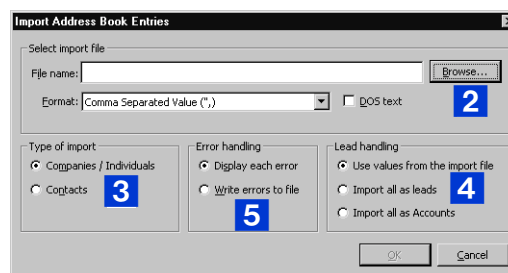 Import Address Book Entries
Select import file
File name:
Browse...
2
Format: Comma Separated Value (",)
DOS text
Type of import
Companies / Individuals
Contacts
3
Error handling
Display each error
Write errors to file
5
Lead handling
Use values from the import file
Import all as leads
4
Import all as Accounts
OK
Cancel